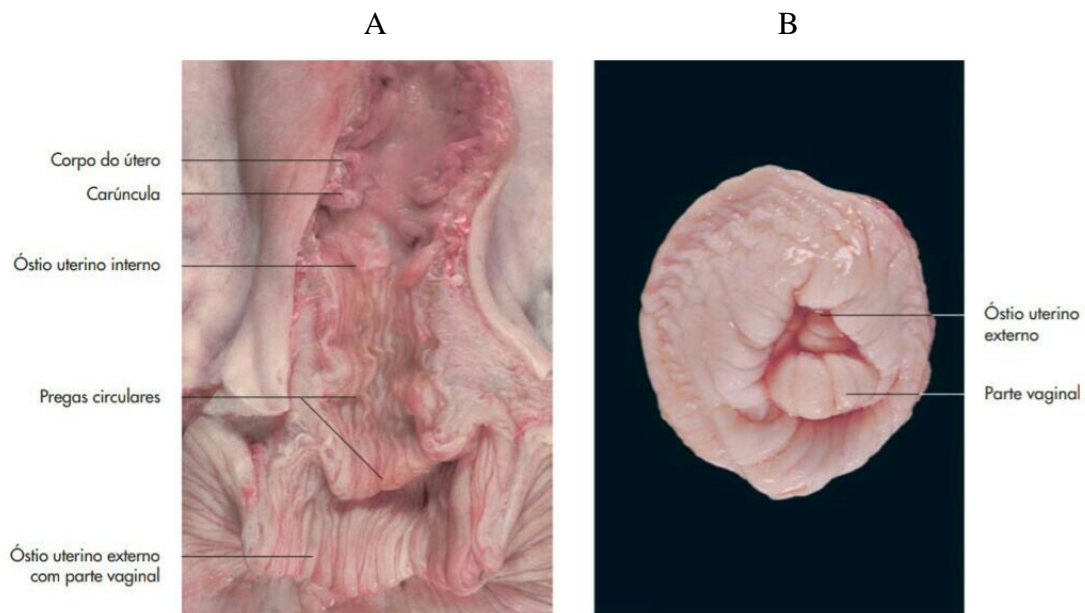 A
B
Corpo do útero
Carúncula
Óstio uterino interno
Pregas circulares
Óstio uterino externo
com parte vaginal
Óstio uterino
externo
Parte vaginal